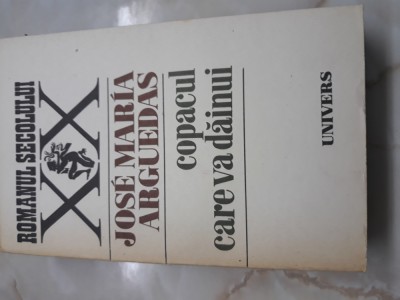 ROMANUL SECOLULUI
XX
JOSÉ MARÍA
ARGUEDAS
copacul
care va dăinui
UNIVERS